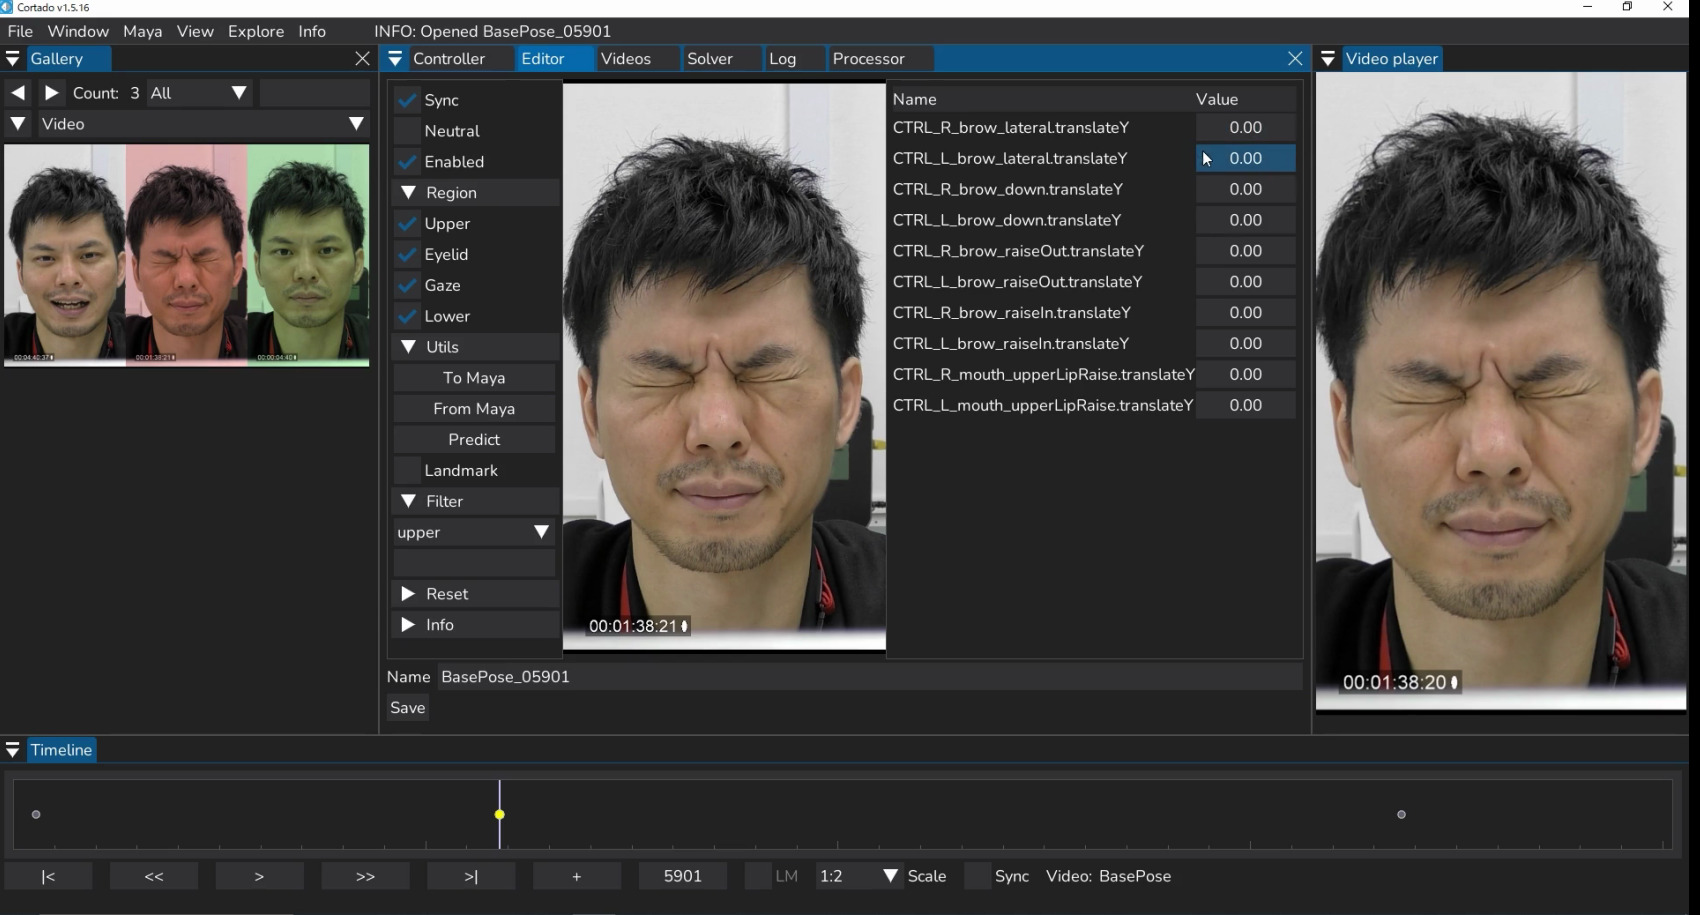 Cortado v1.5.16
File Window Maya View Explore Info INFO: Opened BasePose_05901
Gallery
Count: 3 All
Video
00:04:40:37
00:01:38:21
00:00:04:40
Controller Editor Videos Solver Log Processor
Sync
Neutral
Enabled
Region
Upper
Eyelid
Gaze
Lower
Utils
To Maya
From Maya
Predict
Landmark
Filter
upper
Reset
Info
00:01:38:21
Name Value
CTRL_R_brow_lateral.translateY 0.00
CTRL_L_brow_lateral.translateY 0.00
CTRL_R_brow_down.translateY 0.00
CTRL_L_brow_down.translateY 0.00
CTRL_R_brow_raiseOut.translateY 0.00
CTRL_L_brow_raiseOut.translateY 0.00
CTRL_R_brow_raiseIn.translateY 0.00
CTRL_L_brow_raiseIn.translateY 0.00
CTRL_R_mouth_upperLipRaise.translateY 0.00
CTRL_L_mouth_upperLipRaise.translateY 0.00
Name BasePose_05901
Save
Video player
00:01:38:20
Timeline
|< << > >> >| + 5901 LM 1:2 Scale Sync Video: BasePose